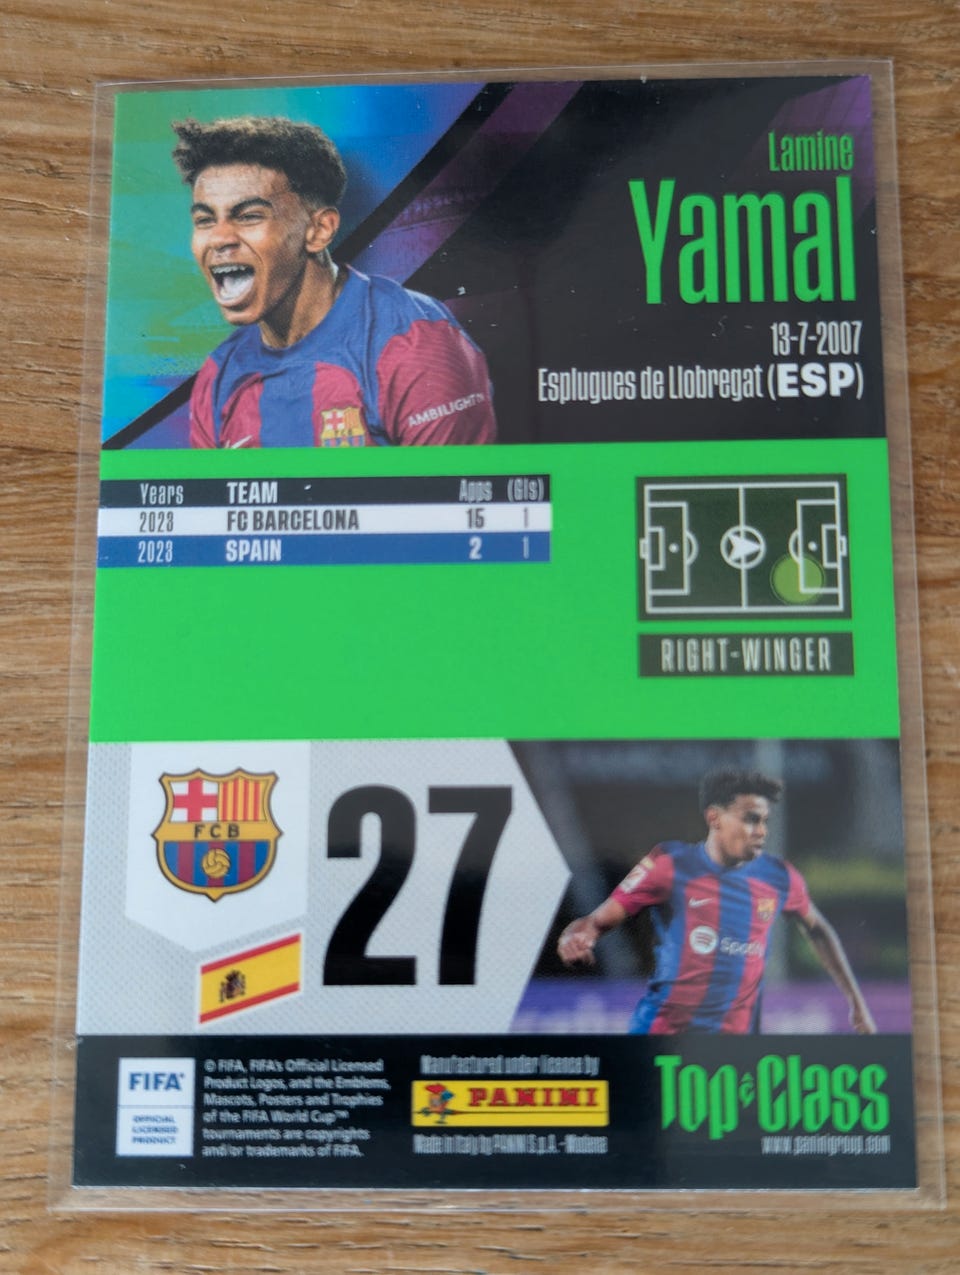 Lamine
Yamal
13-7-2007
Esplugues de Llobregat (ESP)
AMBILIGHT TV
Years TEAM Apps (Gls)
2023 FC BARCELONA 15 1
2023 SPAIN 2 1
RIGHT-WINGER
FCB
27
Spotify
FIFA®
OFFICIAL
LICENSED
PRODUCT
© FIFA, FIFA's Official Licensed
Product Logos, and the Emblems,
Mascots, Posters and Trophies
of the FIFA World Cup™
tournaments are copyrights
and/or trademarks of FIFA.
Manufactured under licence by
PANINI
Made in Italy by PANINI S.p.A. - Modena
Top Class
www.paninigroup.com